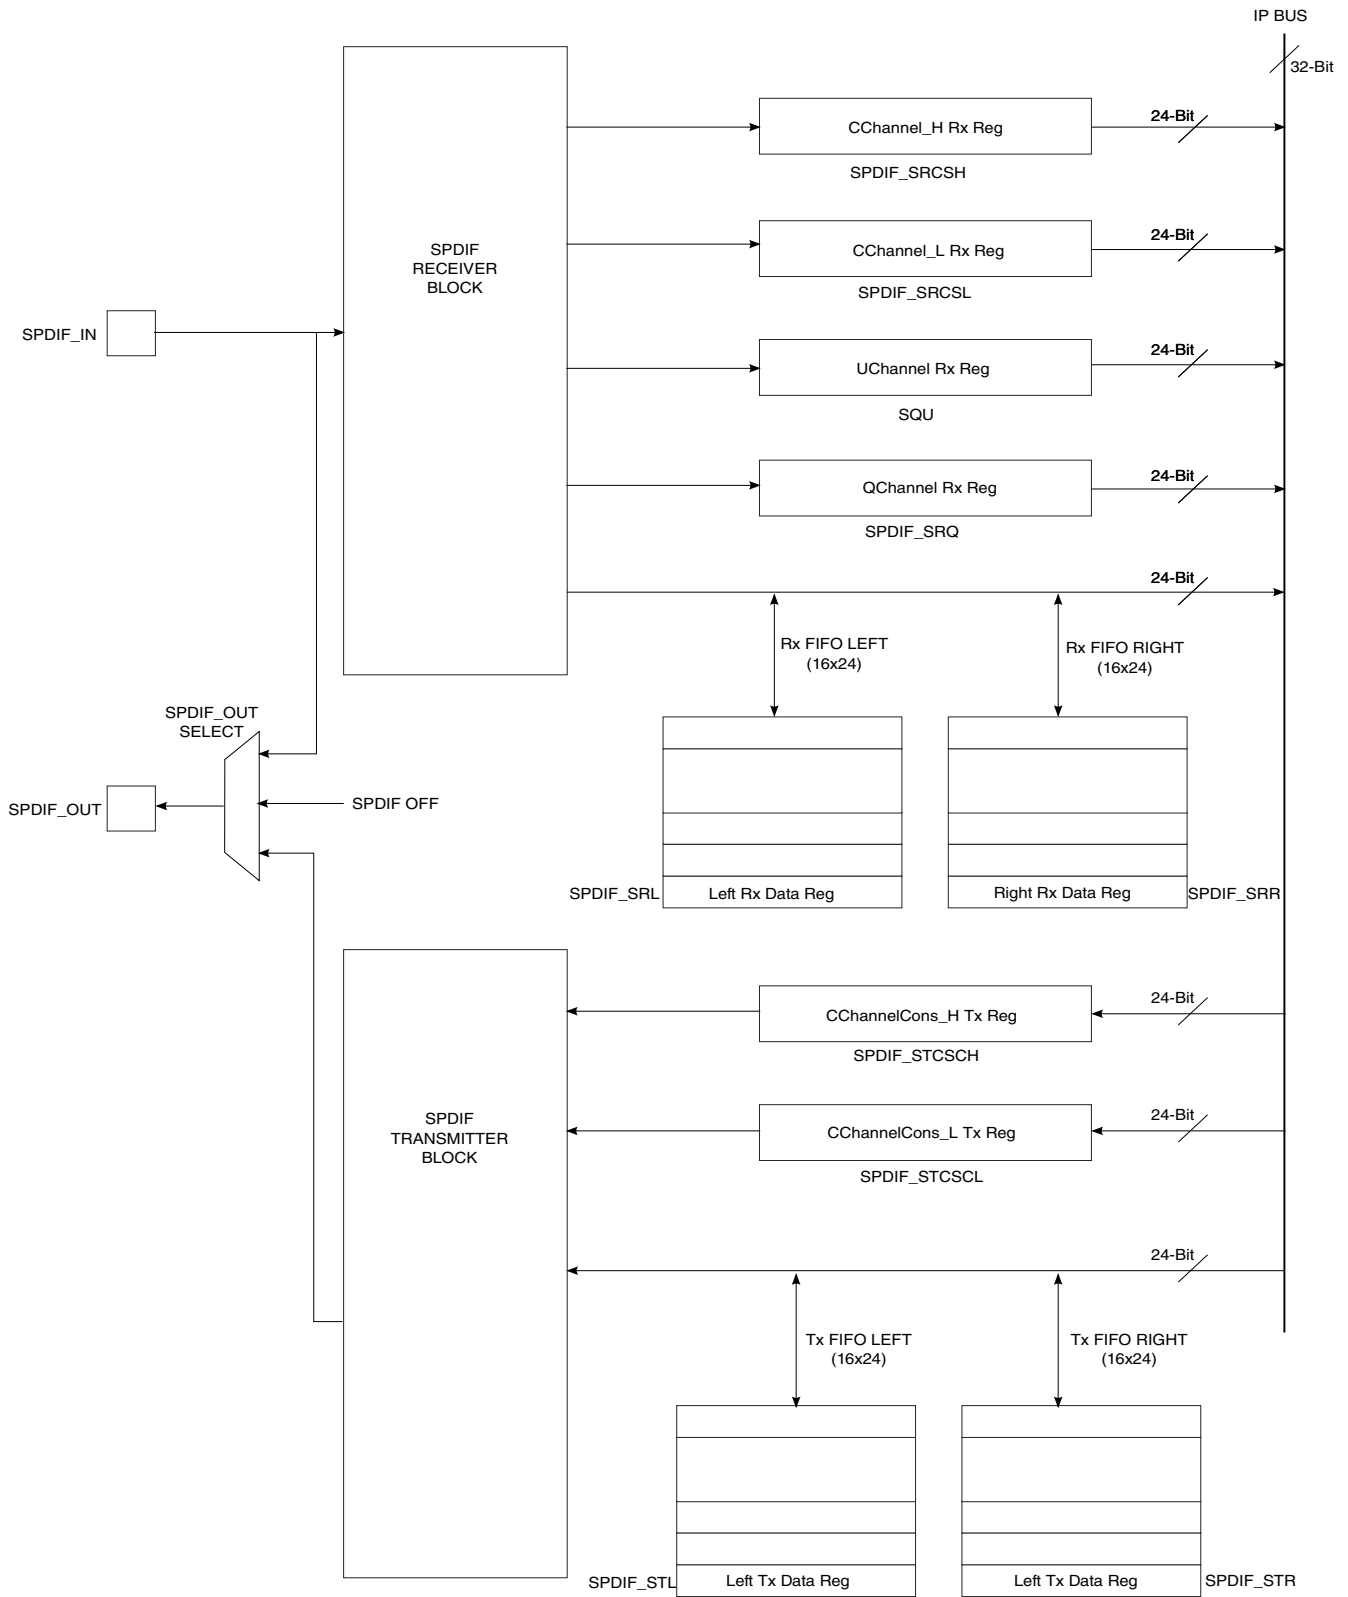 IP BUS
32-Bit
24-Bit
CChannel_H Rx Reg
SPDIF_SRCSH
24-Bit
CChannel_L Rx Reg
SPDIF_SRCSL
SPDIF
RECEIVER
BLOCK
SPDIF_IN
24-Bit
UChannel Rx Reg
SQU
24-Bit
QChannel Rx Reg
SPDIF_SRQ
24-Bit
Rx FIFO LEFT
(16x24)
Rx FIFO RIGHT
(16x24)
SPDIF_OUT
SELECT
SPDIF_OUT
SPDIF OFF
SPDIF_SRL
Left Rx Data Reg
Right Rx Data Reg
SPDIF_SRR
24-Bit
CChannelCons_H Tx Reg
SPDIF_STCSCH
SPDIF
TRANSMITTER
BLOCK
24-Bit
CChannelCons_L Tx Reg
SPDIF_STCSCL
24-Bit
Tx FIFO LEFT
(16x24)
Tx FIFO RIGHT
(16x24)
SPDIF_STL
Left Tx Data Reg
Left Tx Data Reg
SPDIF_STR